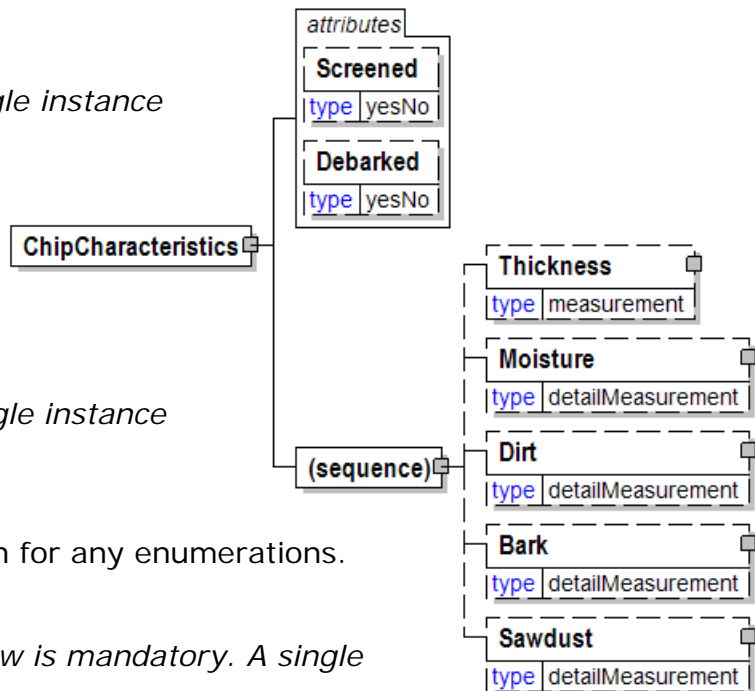 attributes
Screened
type yesNo
Debarked
type yesNo
gle instance
ChipCharacteristics
Thickness
type measurement
Moisture
type detailMeasurement
gle instance
(sequence)
Dirt
type detailMeasurement
Bark
type detailMeasurement
n for any enumerations.
Sawdust
type detailMeasurement
w is mandatory. A single